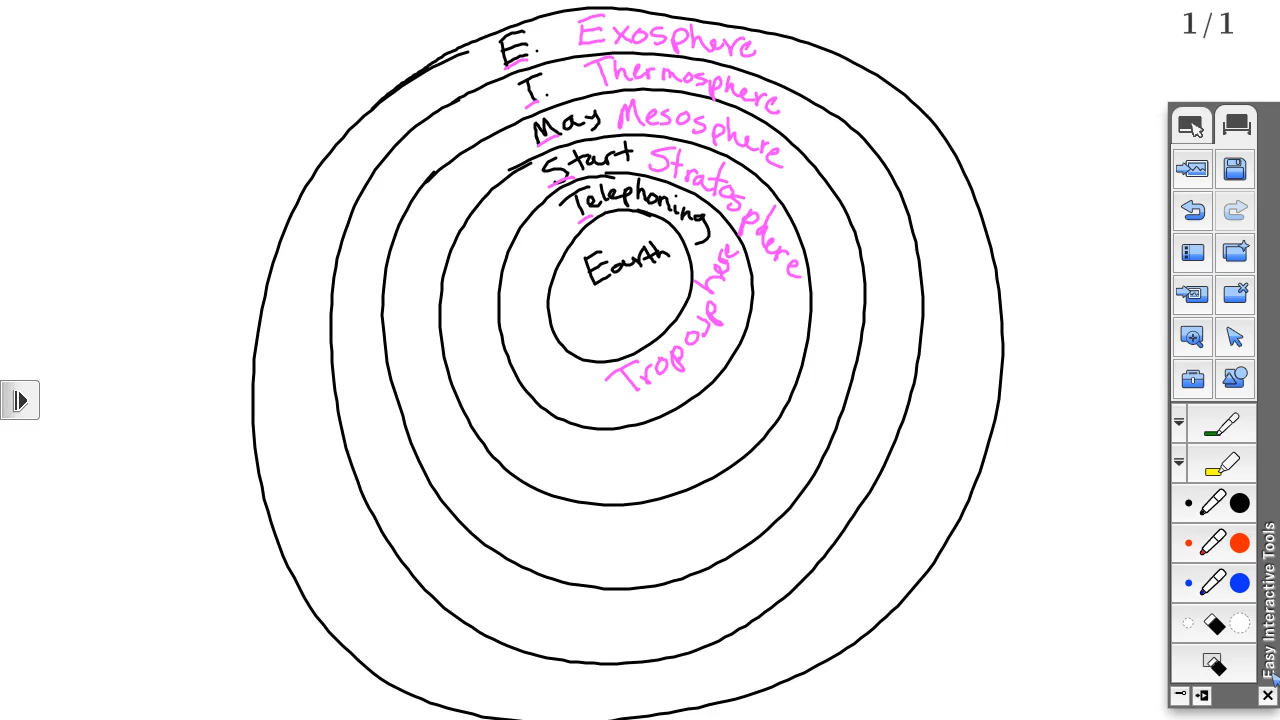 1/1
E. Exosphere
T. Thermosphere
May Mesosphere
Start Stratosphere
Telephoning
Earth
Troposphere
Easy Interactive Tools